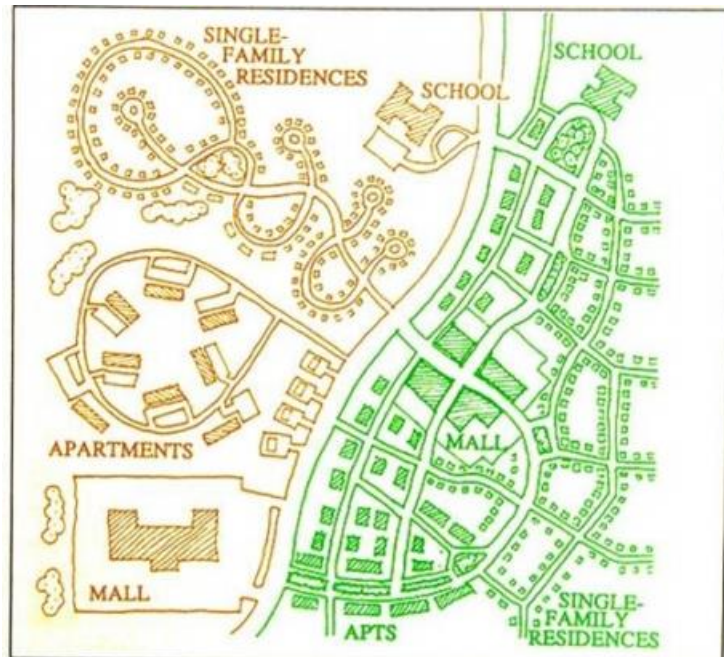 SINGLE-
FAMILY
RESIDENCES
SCHOOL
SCHOOL
APARTMENTS
MALL
MALL
APTS
SINGLE-
FAMILY
RESIDENCES